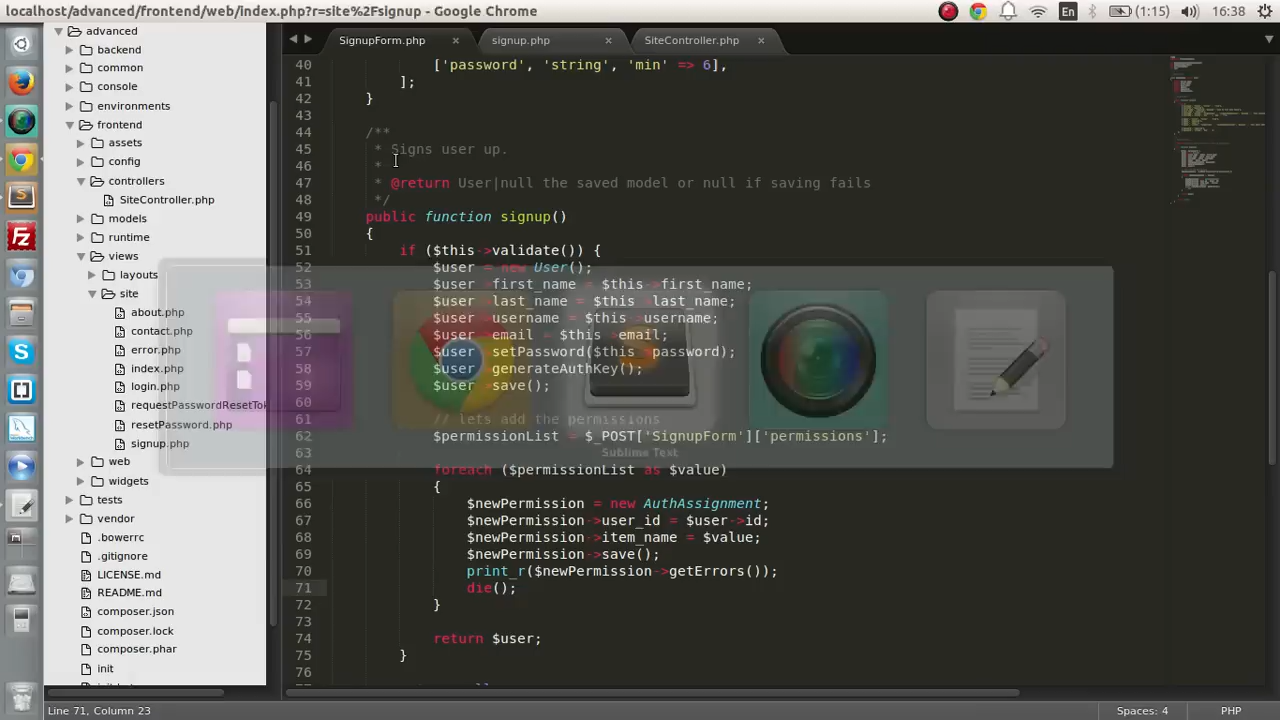 localhost/advanced/frontend/web/index.php?r=site%2Fsignup - Google Chrome
En
(1:15)
16:38
advanced
backend
common
console
environments
frontend
assets
config
controllers
SiteController.php
models
runtime
views
layouts
site
about.php
contact.php
error.php
index.php
login.php
requestPasswordResetTok
resetPassword.php
signup.php
web
widgets
tests
vendor
.bowerrc
.gitignore
LICENSE.md
README.md
composer.json
composer.lock
composer.phar
init
SignupForm.php
signup.php
SiteController.php
40 ['password', 'string', 'min' => 6],
41 ];
42 }
43
44 /**
45 * Signs user up.
46 *
47 * @return User|null the saved model or null if saving fails
48 */
49 public function signup()
50 {
51 if ($this->validate()) {
52 $user = new User();
53 $user->first_name = $this->first_name;
54 $user->last_name = $this->last_name;
55 $user->username = $this->username;
56 $user->email = $this->email;
57 $user->setPassword($this->password);
58 $user->generateAuthKey();
59 $user->save();
60
61 // lets add the permissions
62 $permissionList = $_POST['SignupForm']['permissions'];
63
Sublime Text
64 foreach ($permissionList as $value)
65 {
66 $newPermission = new AuthAssignment;
67 $newPermission->user_id = $user->id;
68 $newPermission->item_name = $value;
69 $newPermission->save();
70 print_r($newPermission->getErrors());
71 die();
72 }
73
74 return $user;
75 }
76
Line 71, Column 23
Spaces: 4
PHP